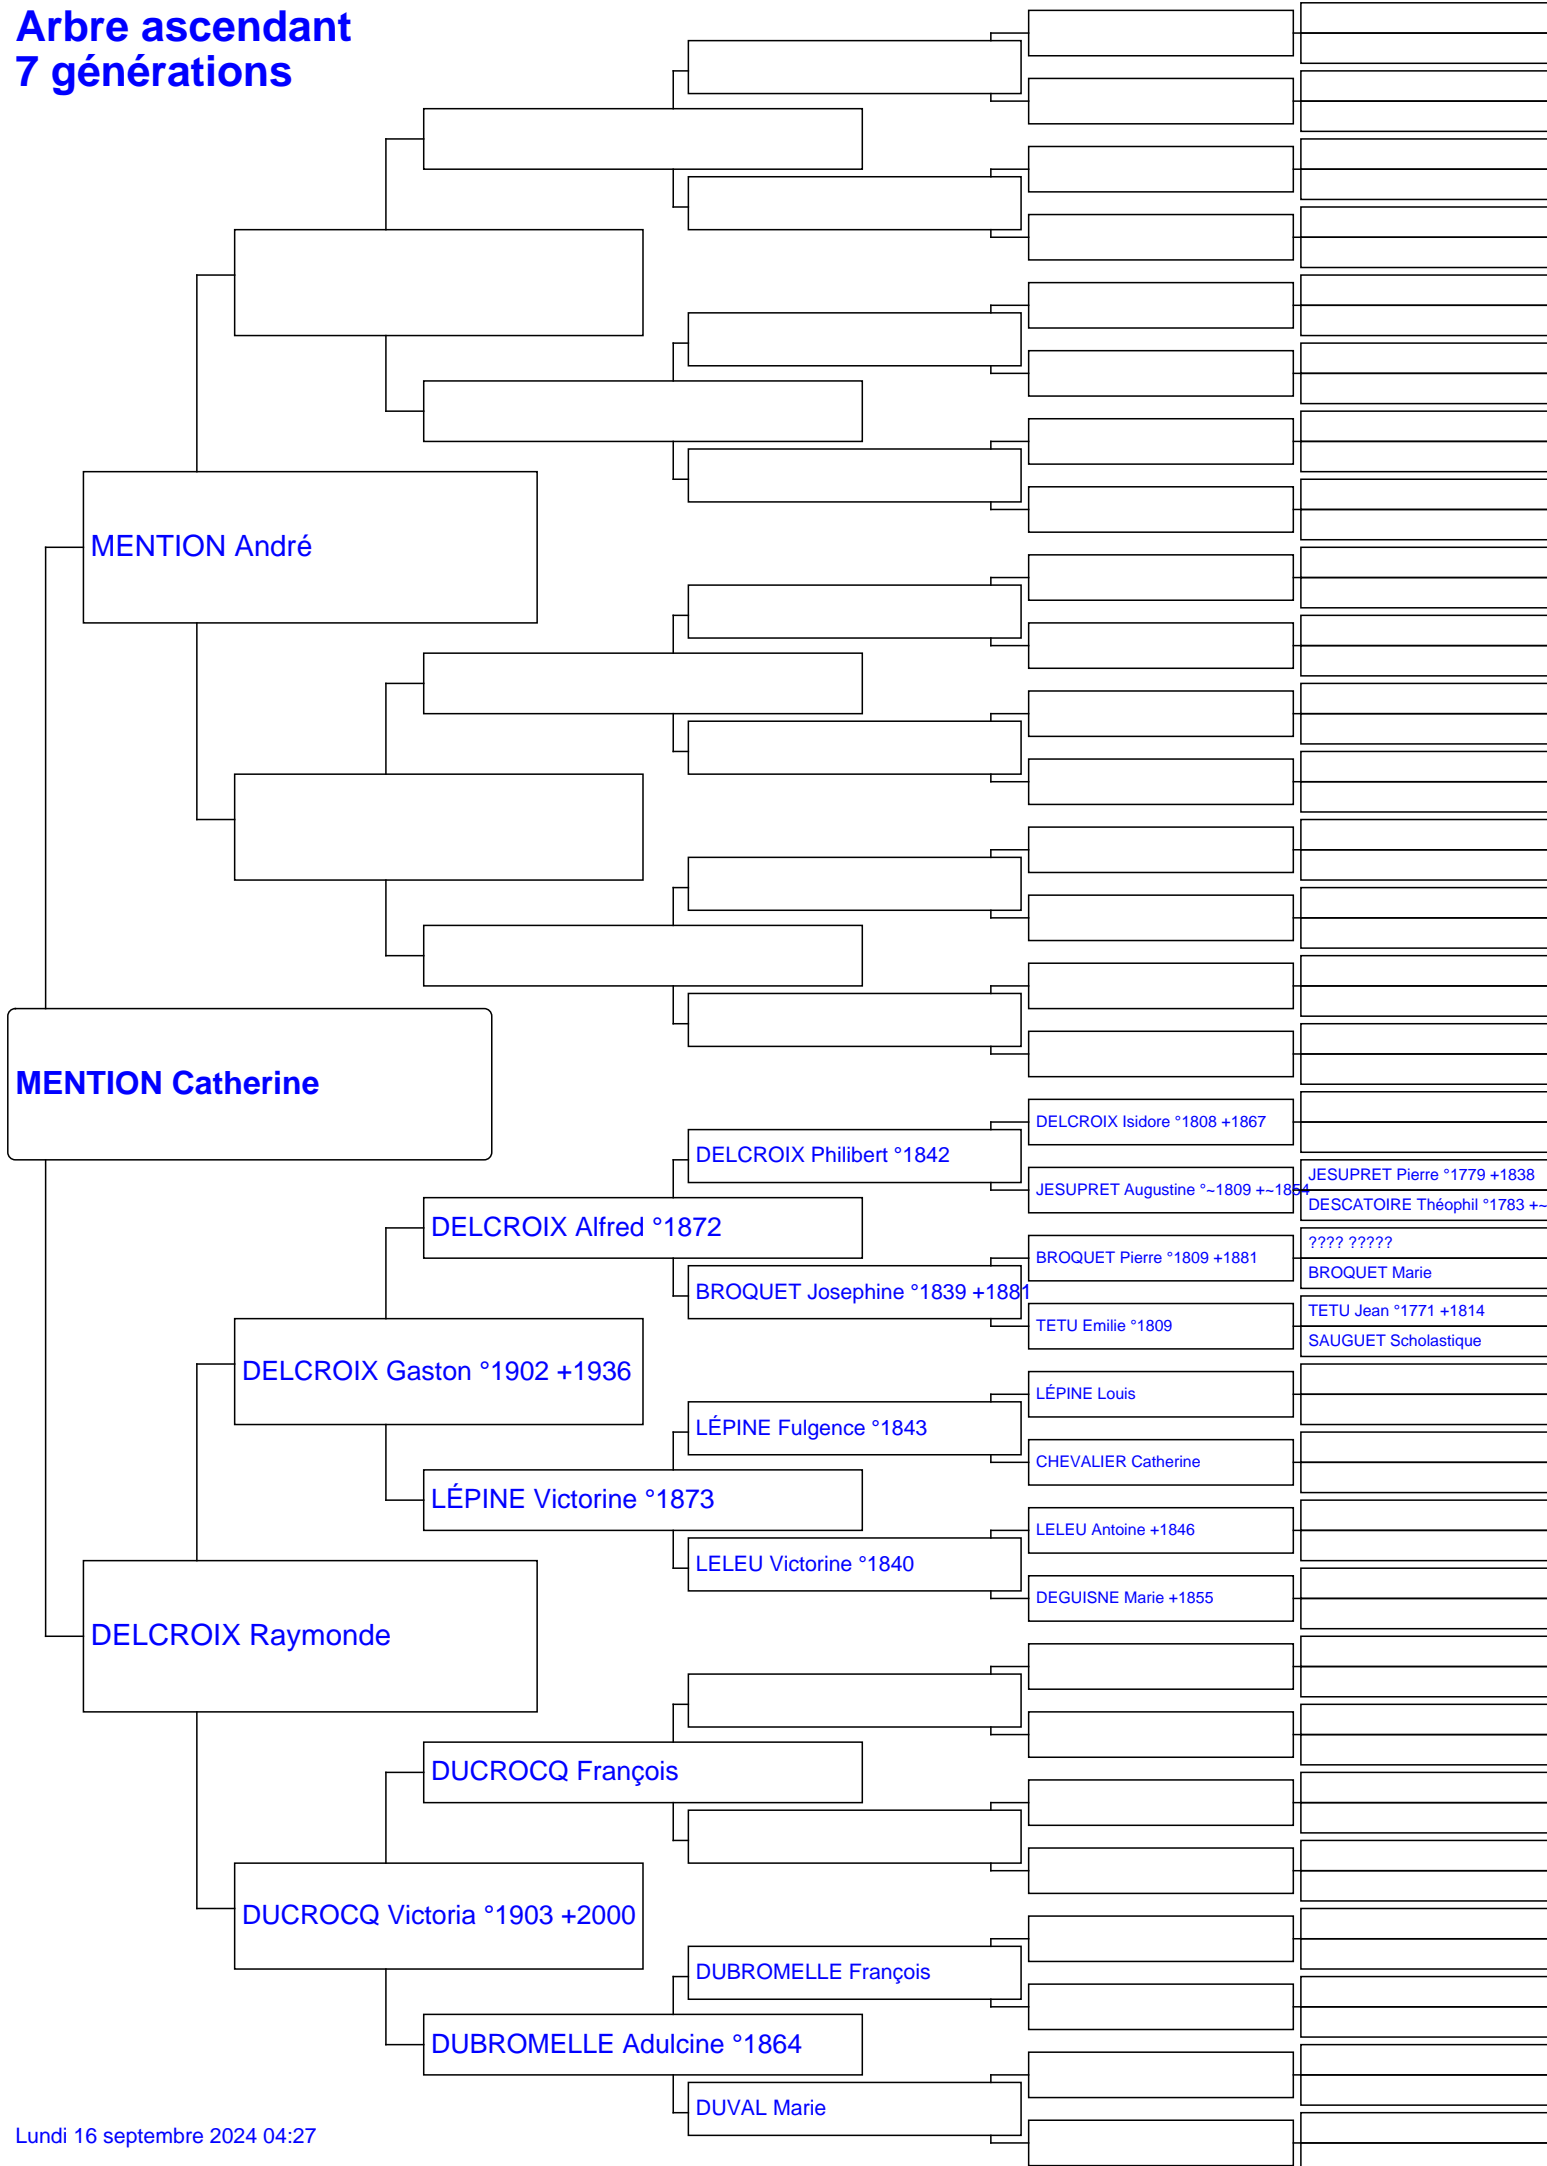 Arbre ascendant
7 générations
MENTION André
MENTION Catherine
DELCROIX Isidore °1808 +1867
DELCROIX Philibert °1842
JESUPRET Pierre °1779 +1838
JESUPRET Augustine °~1809 +~1854
DESCATOIRE Théophil °1783 +~
DELCROIX Alfred °1872
???? ?????
BROQUET Pierre °1809 +1881
BROQUET Marie
BROQUET Josephine °1839 +1881
TETU Jean °1771 +1814
TETU Emilie °1809
SAUGUET Scholastique
DELCROIX Gaston °1902 +1936
LÉPINE Louis
LÉPINE Fulgence °1843
CHEVALIER Catherine
LÉPINE Victorine °1873
LELEU Antoine +1846
LELEU Victorine °1840
DEGUISNE Marie +1855
DELCROIX Raymonde
DUCROCQ François
DUCROCQ Victoria °1903 +2000
DUBROMELLE François
DUBROMELLE Adulcine °1864
DUVAL Marie
Lundi 16 septembre 2024 04:27